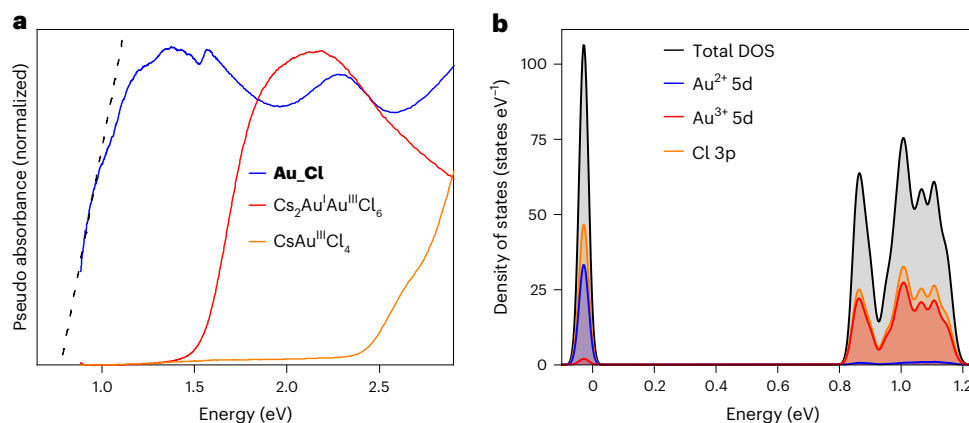 a
Pseudo absorbance (normalized)
Au_Cl
Cs₂AuᴵAuᴵᴵᴵCl₆
CsAuᴵᴵᴵCl₄
1.0 1.5 2.0 2.5
Energy (eV)
b
Density of states (states eV⁻¹)
100
75
50
25
0
Total DOS
Au²⁺ 5d
Au³⁺ 5d
Cl 3p
0 0.2 0.4 0.6 0.8 1.0 1.2
Energy (eV)